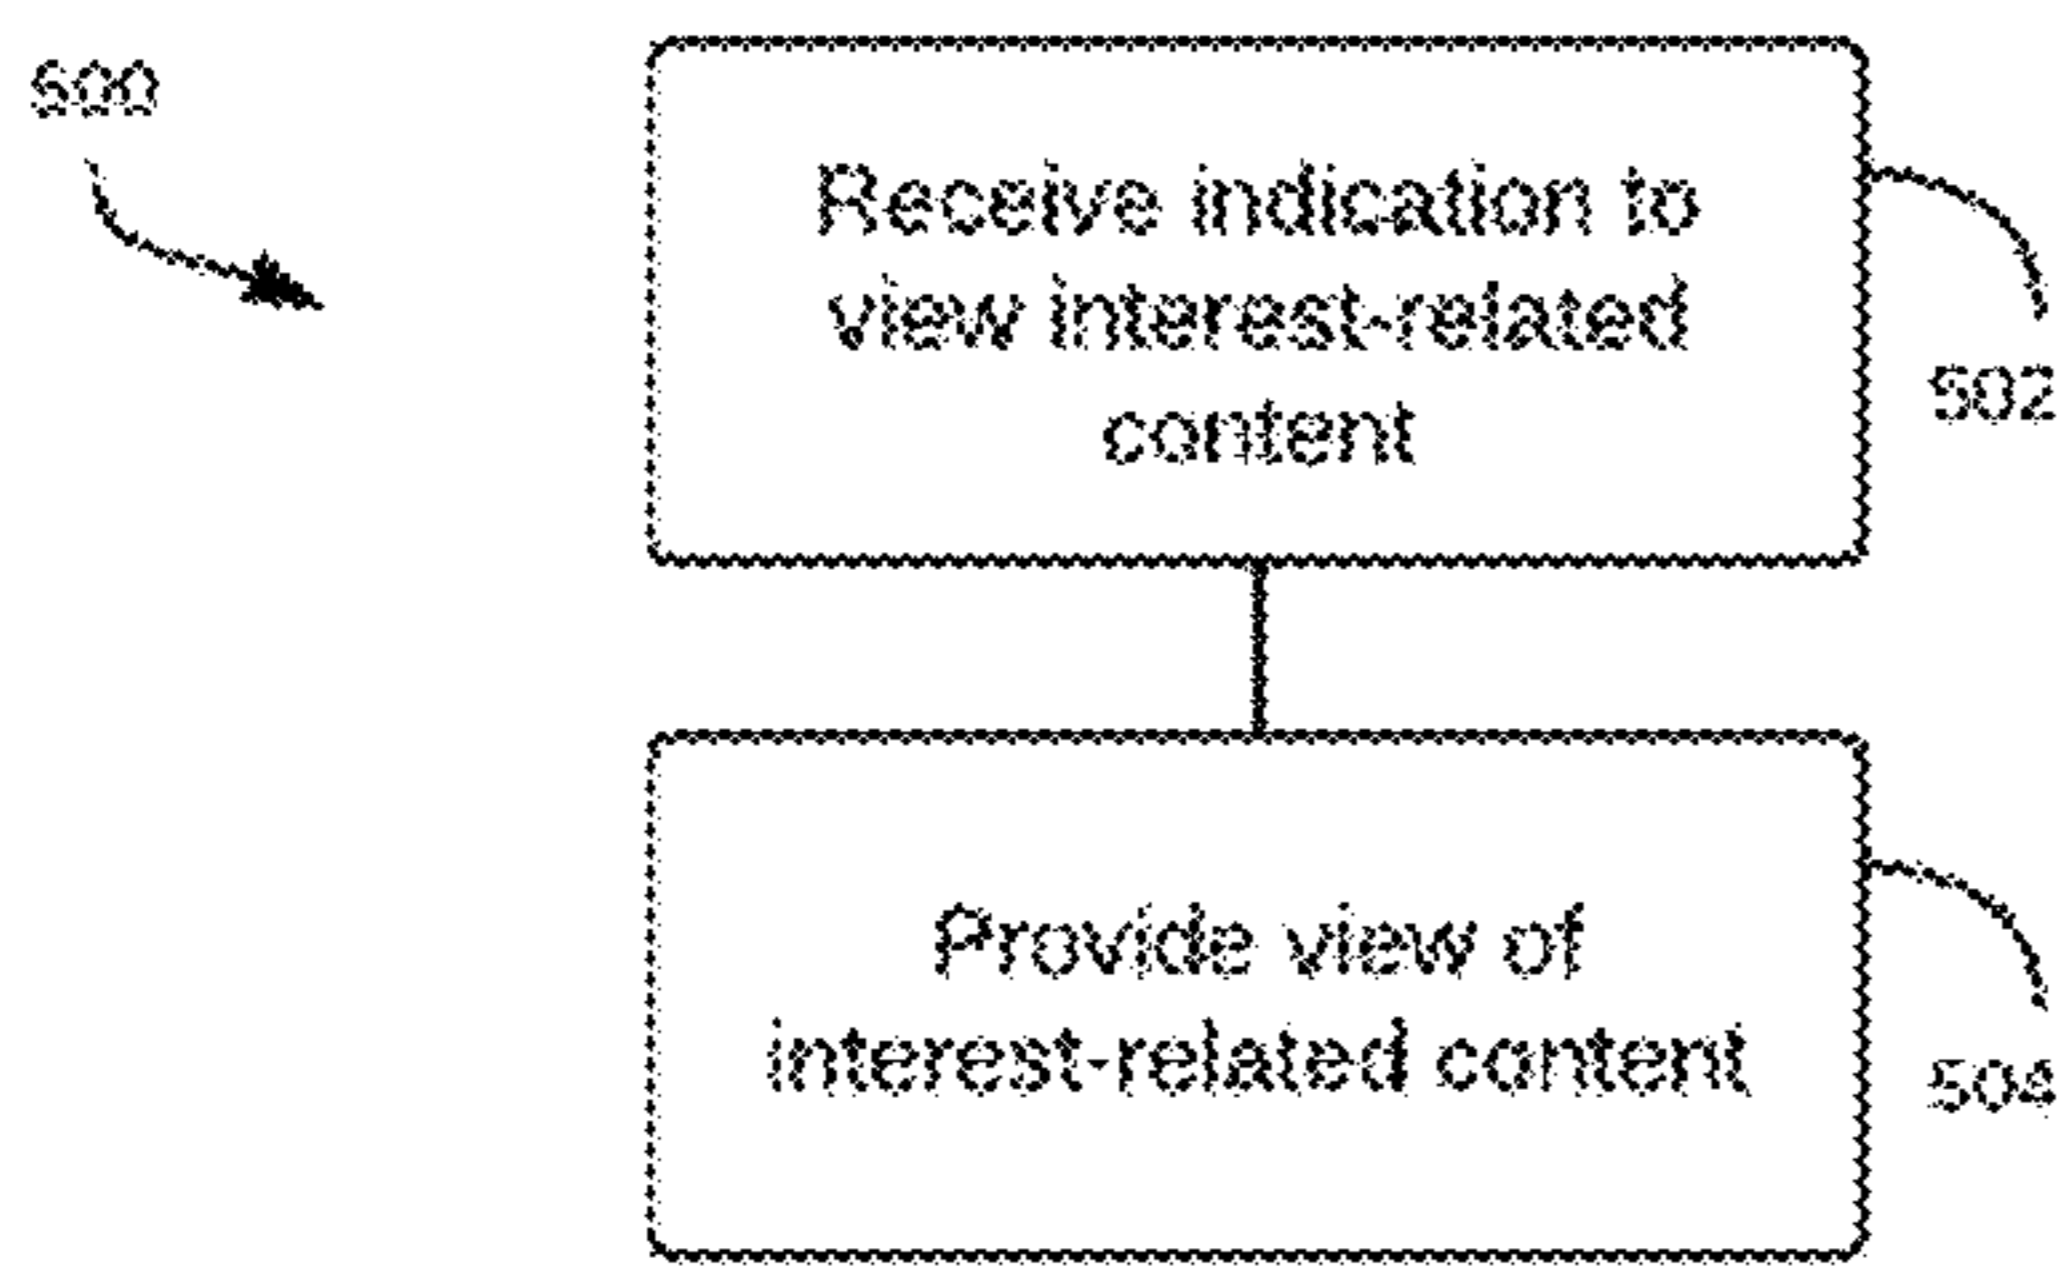 500
Receive indication to
view interest-related
content
502
Provide view of
interest-related content
504